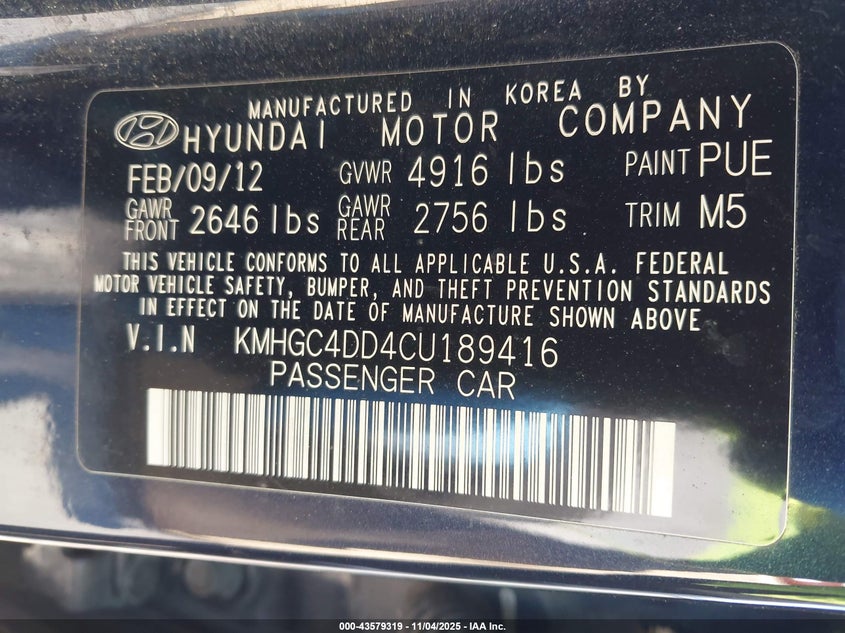 MANUFACTURED IN KOREA BY
HYUNDAI MOTOR COMPANY
FEB/09/12 GVWR 4916 lbs PAINT PUE
GAWR FRONT 2646 lbs GAWR REAR 2756 lbs TRIM M5
THIS VEHICLE CONFORMS TO ALL APPLICABLE U.S.A. FEDERAL
MOTOR VEHICLE SAFETY, BUMPER, AND THEFT PREVENTION STANDARDS
IN EFFECT ON THE DATE OF MANUFACTURE SHOWN ABOVE
V.I.N KMHGC4DD4CU189416
PASSENGER CAR
000-43579319 - 11/04/2025 - IAA Inc.